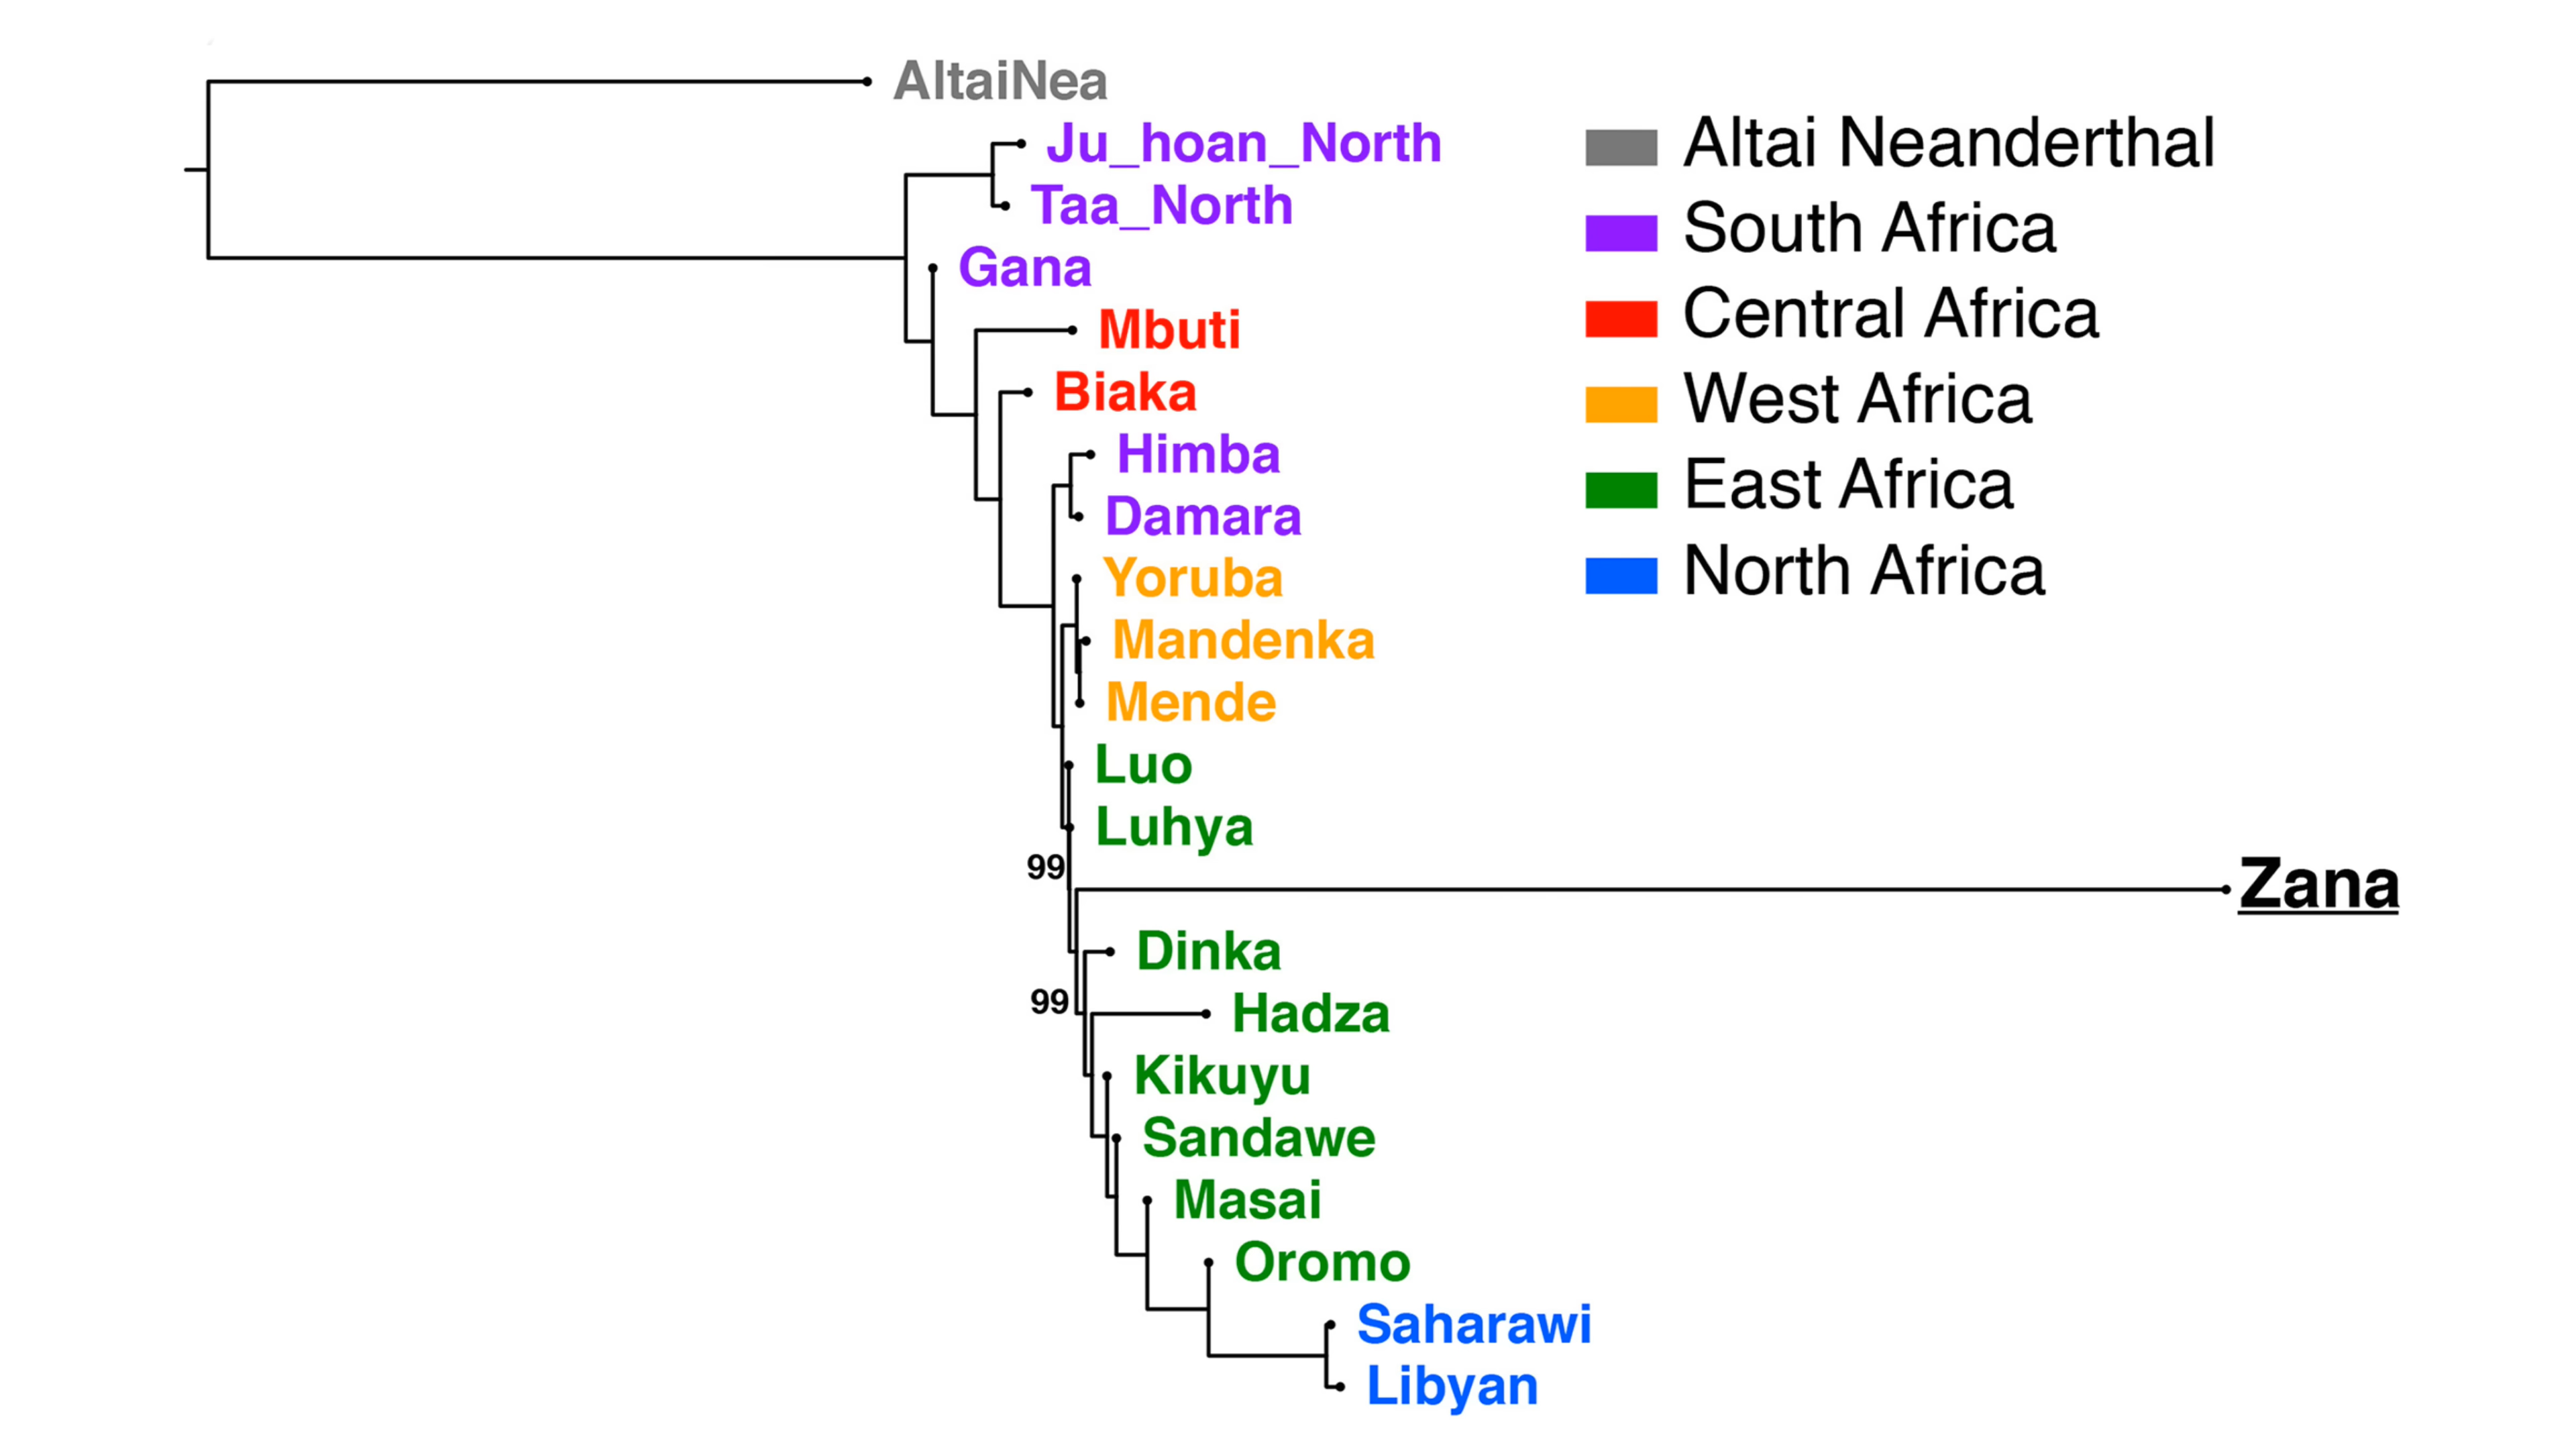 AltaiNea
Ju_hoan_North
Taa_North
Gana
Mbuti
Biaka
Himba
Damara
Yoruba
Mandenka
Mende
Luo
Luhya
99
Zana
Dinka
99
Hadza
Kikuyu
Sandawe
Masai
Oromo
Saharawi
Libyan
Altai Neanderthal
South Africa
Central Africa
West Africa
East Africa
North Africa